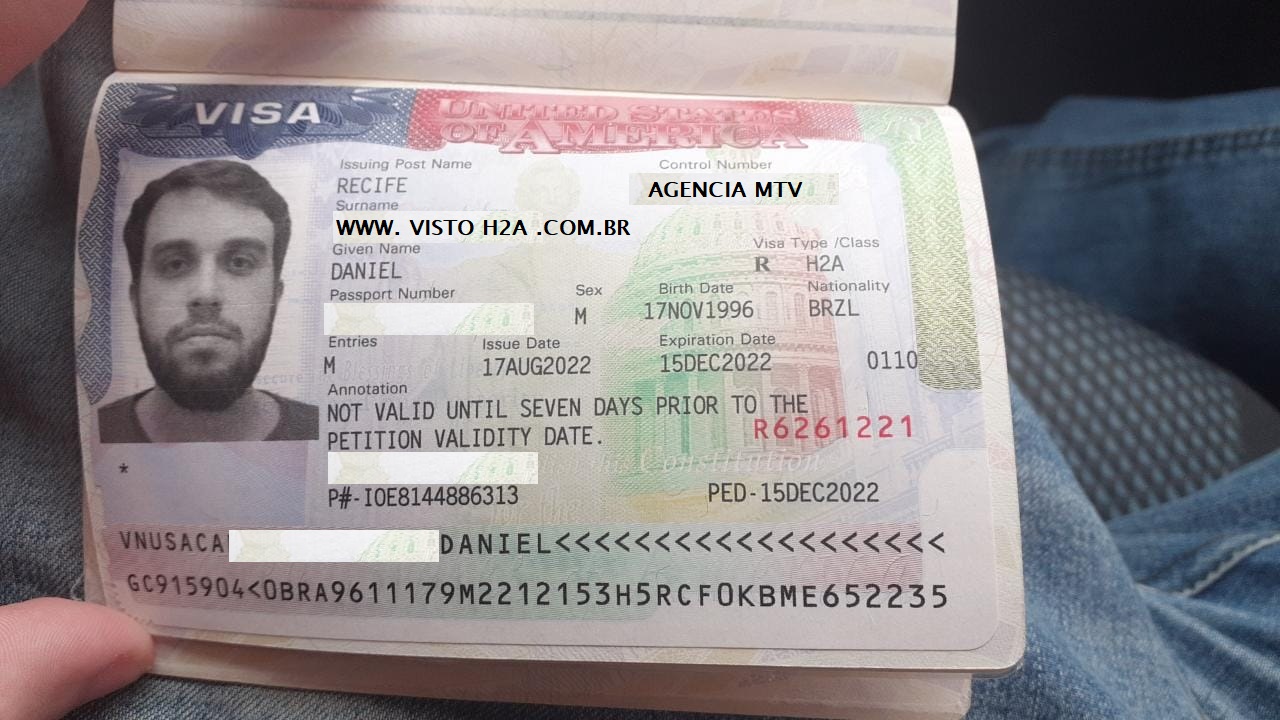 VISA
UNITED STATES
OF AMERICA
Issuing Post Name Control Number
RECIFE AGENCIA MTV
Surname
WWW. VISTO H2A .COM.BR
Given Name Visa Type /Class
DANIEL R H2A
Passport Number Sex Birth Date Nationality
M 17NOV1996 BRZL
Entries Issue Date Expiration Date
M 17AUG2022 15DEC2022 0110
Annotation
NOT VALID UNTIL SEVEN DAYS PRIOR TO THE
PETITION VALIDITY DATE. R6261221
* Constitution
P#-IOE8144886313 PED-15DEC2022
VNUSACA DANIEL<<<<<<<<<<<<<<<<<<<
GC915904<0BRA9611179M2212153H5RCF0KBME652235